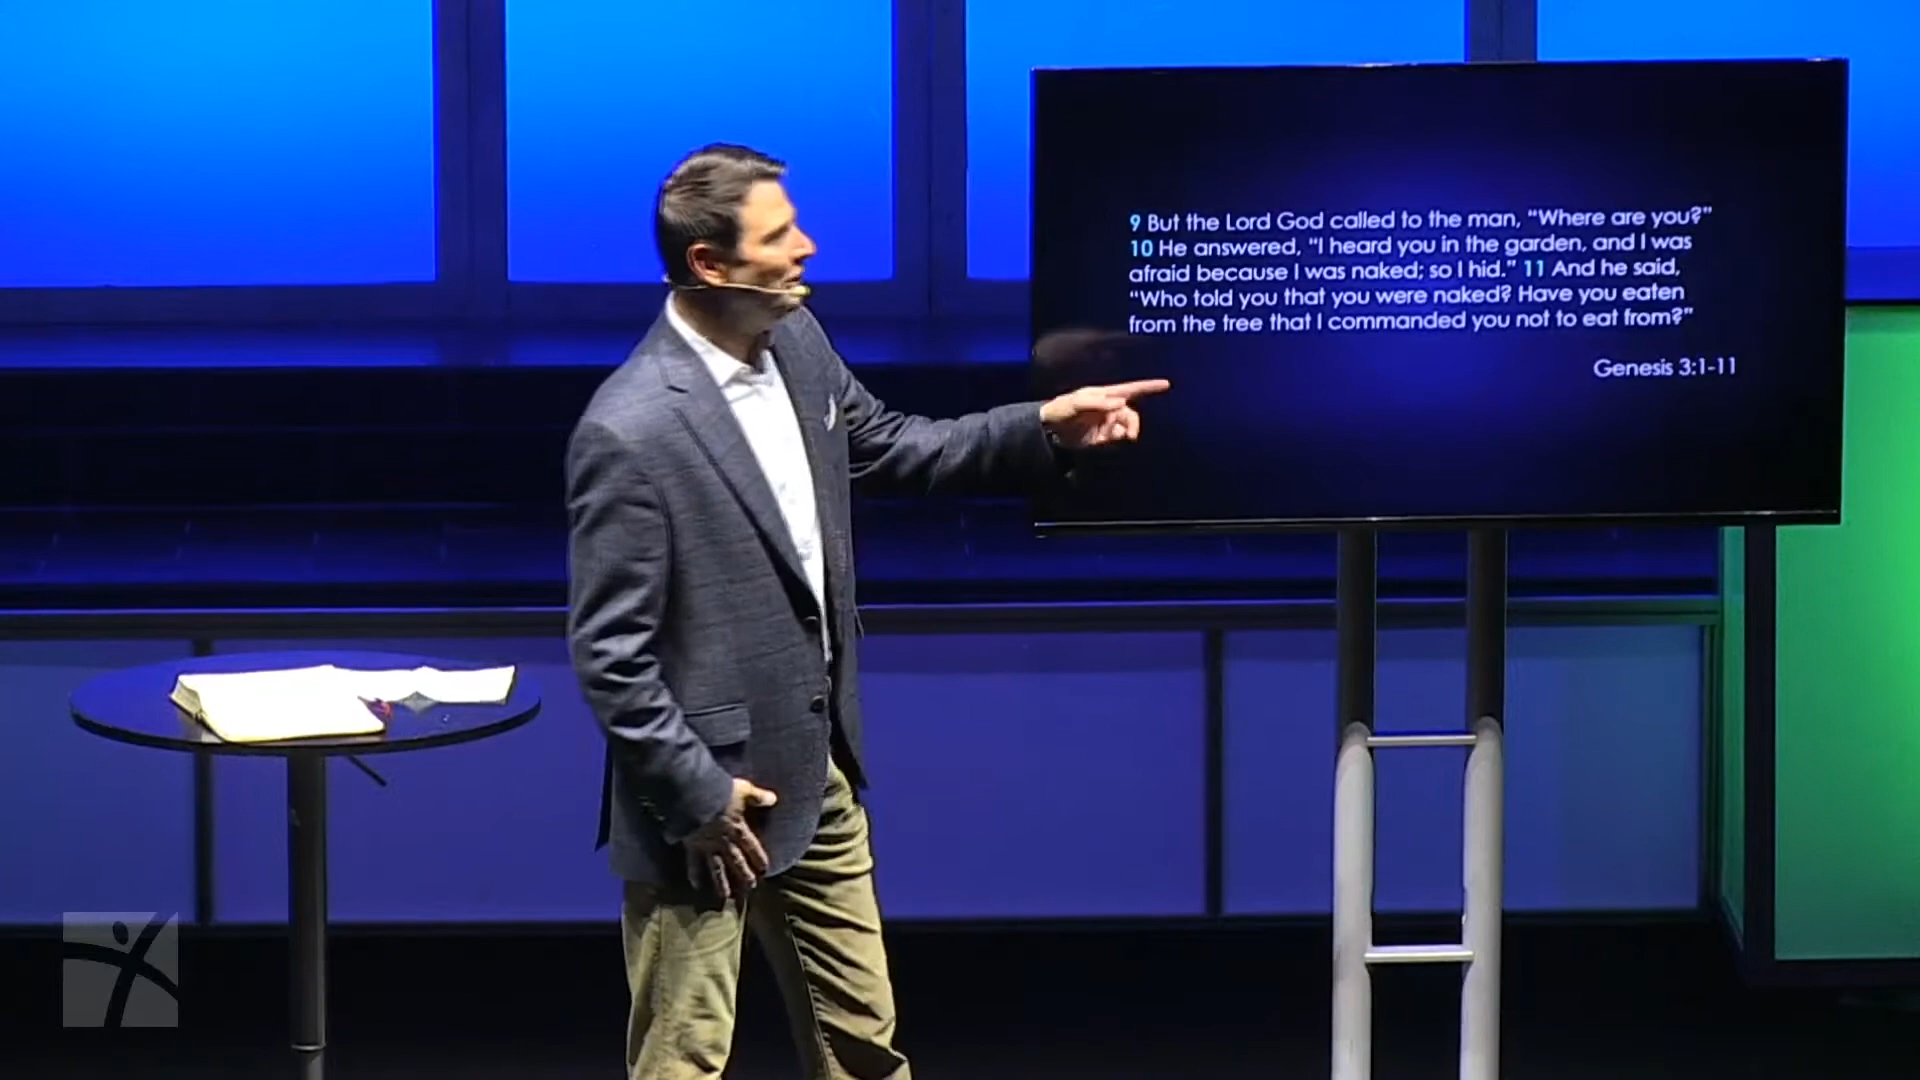 9 But the Lord God called to the man, “Where are you?”
10 He answered, “I heard you in the garden, and I was
afraid because I was naked; so I hid.” 11 And he said,
“Who told you that you were naked? Have you eaten
from the tree that I commanded you not to eat from?”
Genesis 3:1-11